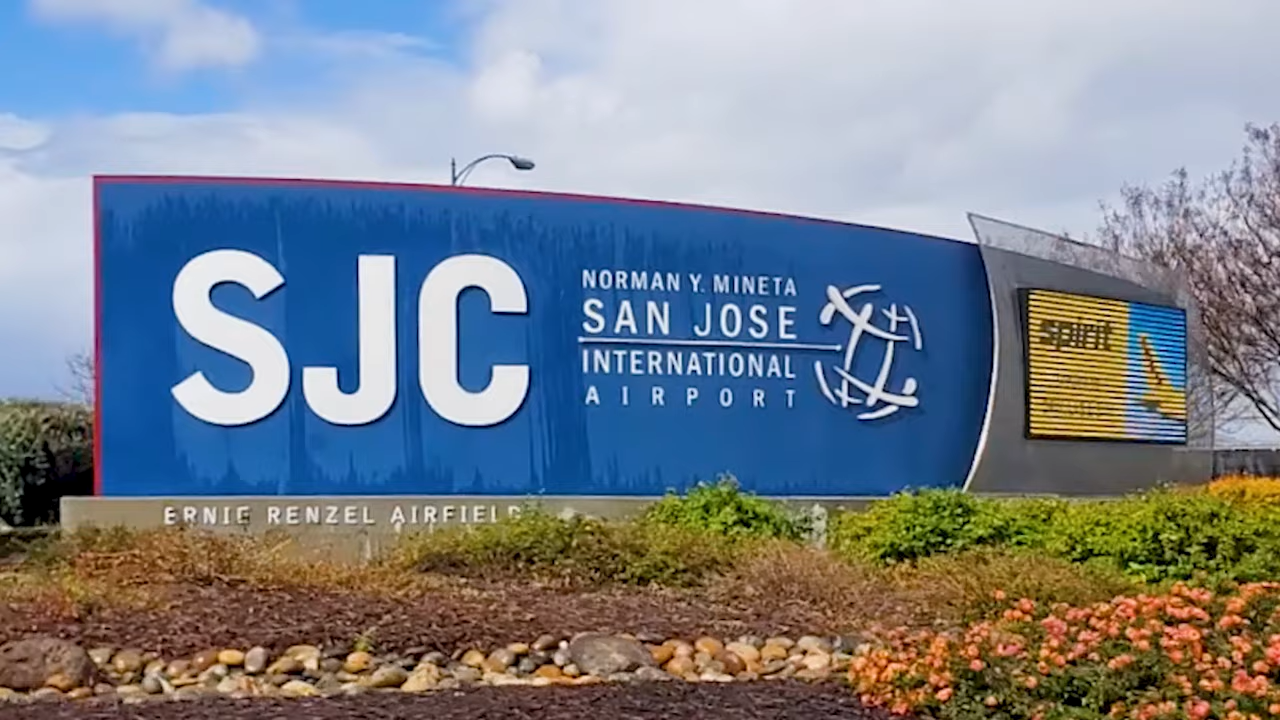 SJC
NORMAN Y. MINETA
SAN JOSE
INTERNATIONAL
AIRPORT
spirit
ERNIE RENZEL AIRFIELD